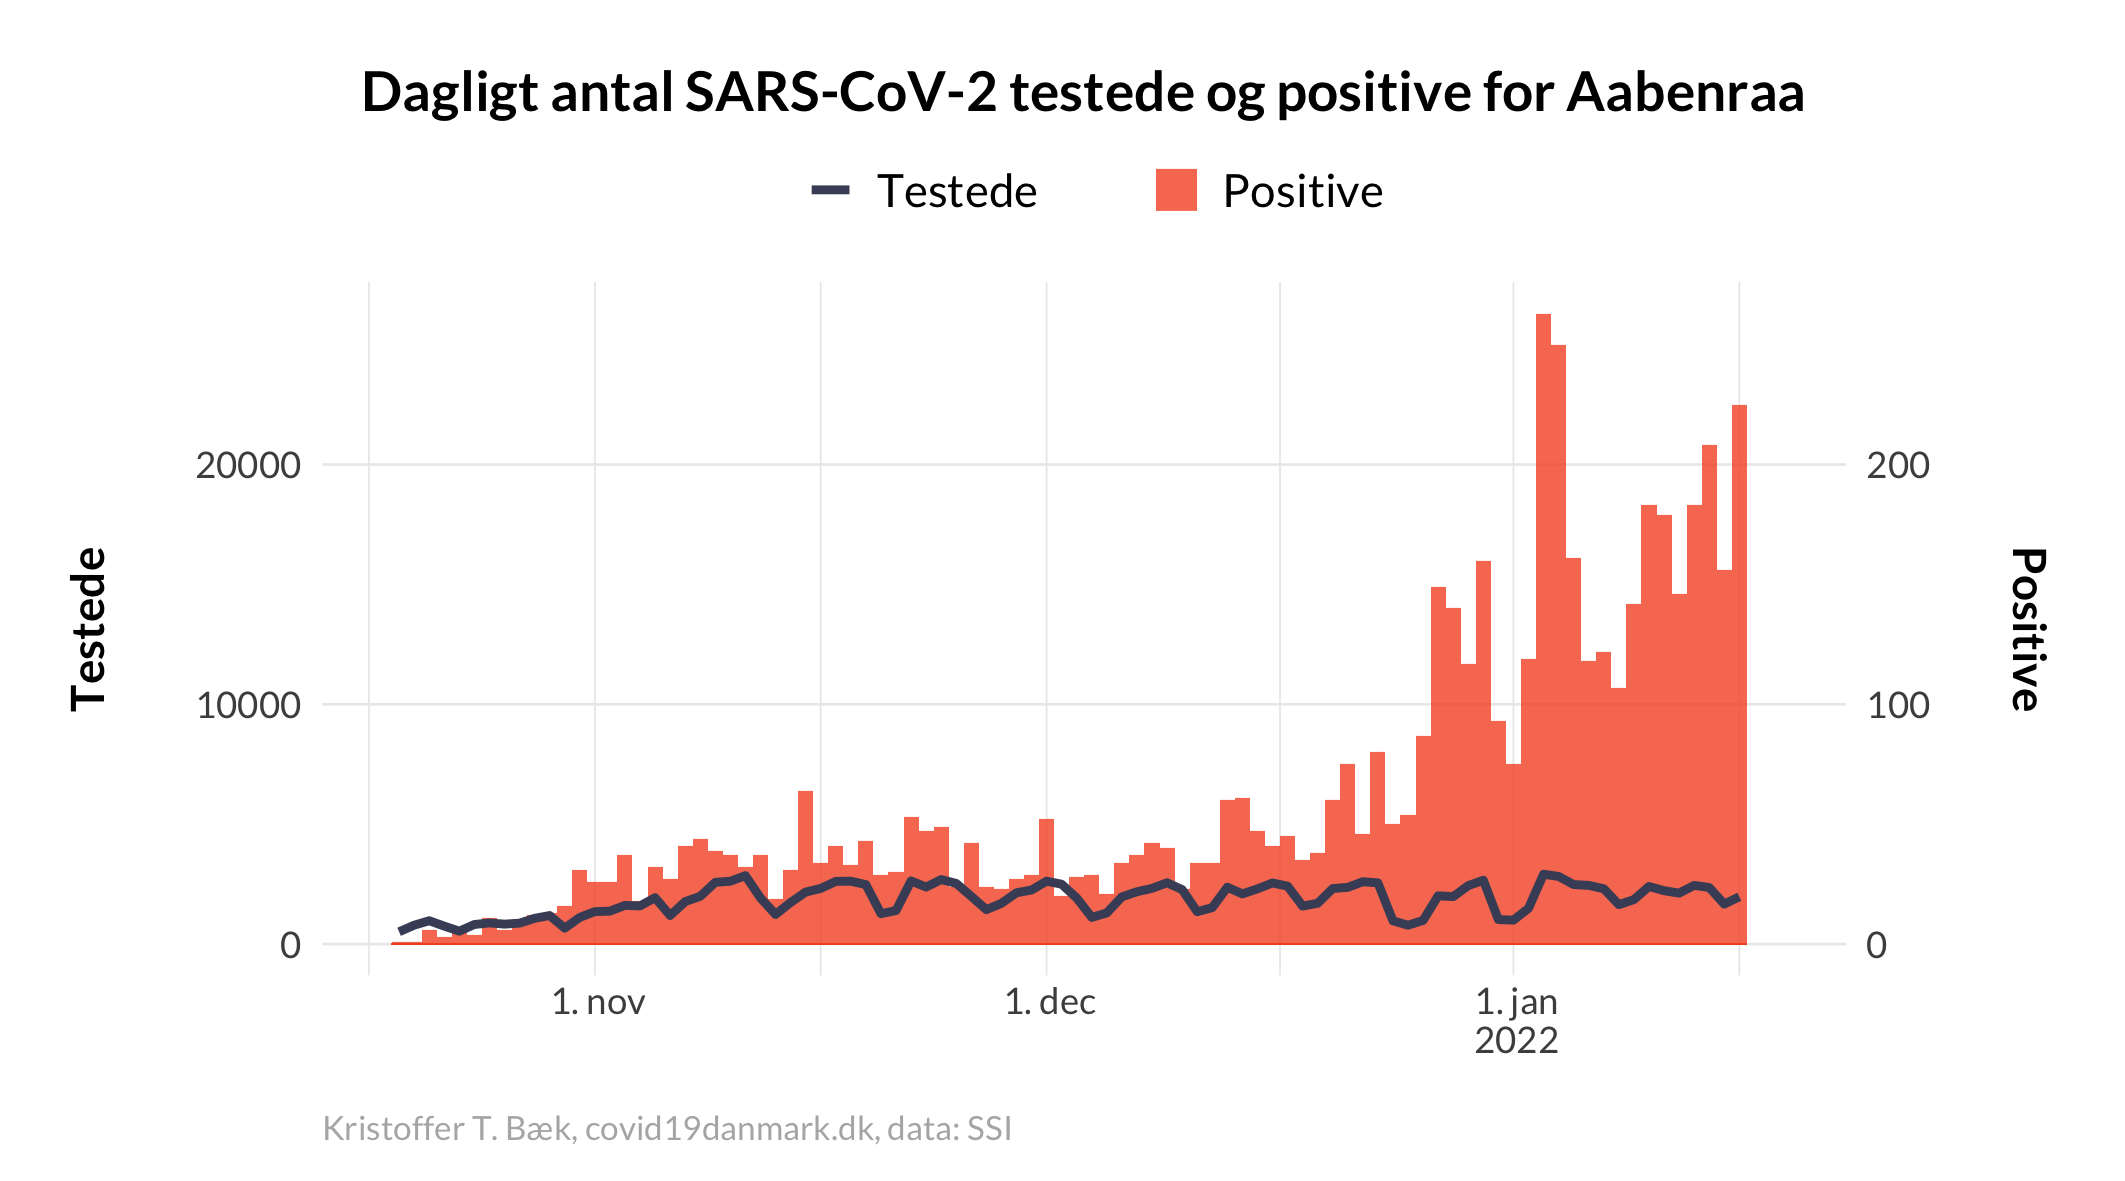 Dagligt antal SARS-CoV-2 testede og positive for Aabenraa
Testede
Positive
Testede
20000
10000
0
200
100
0
Positive
1. nov
1. dec
1. jan
2022
Kristoffer T. Bæk, covid19danmark.dk, data: SSI